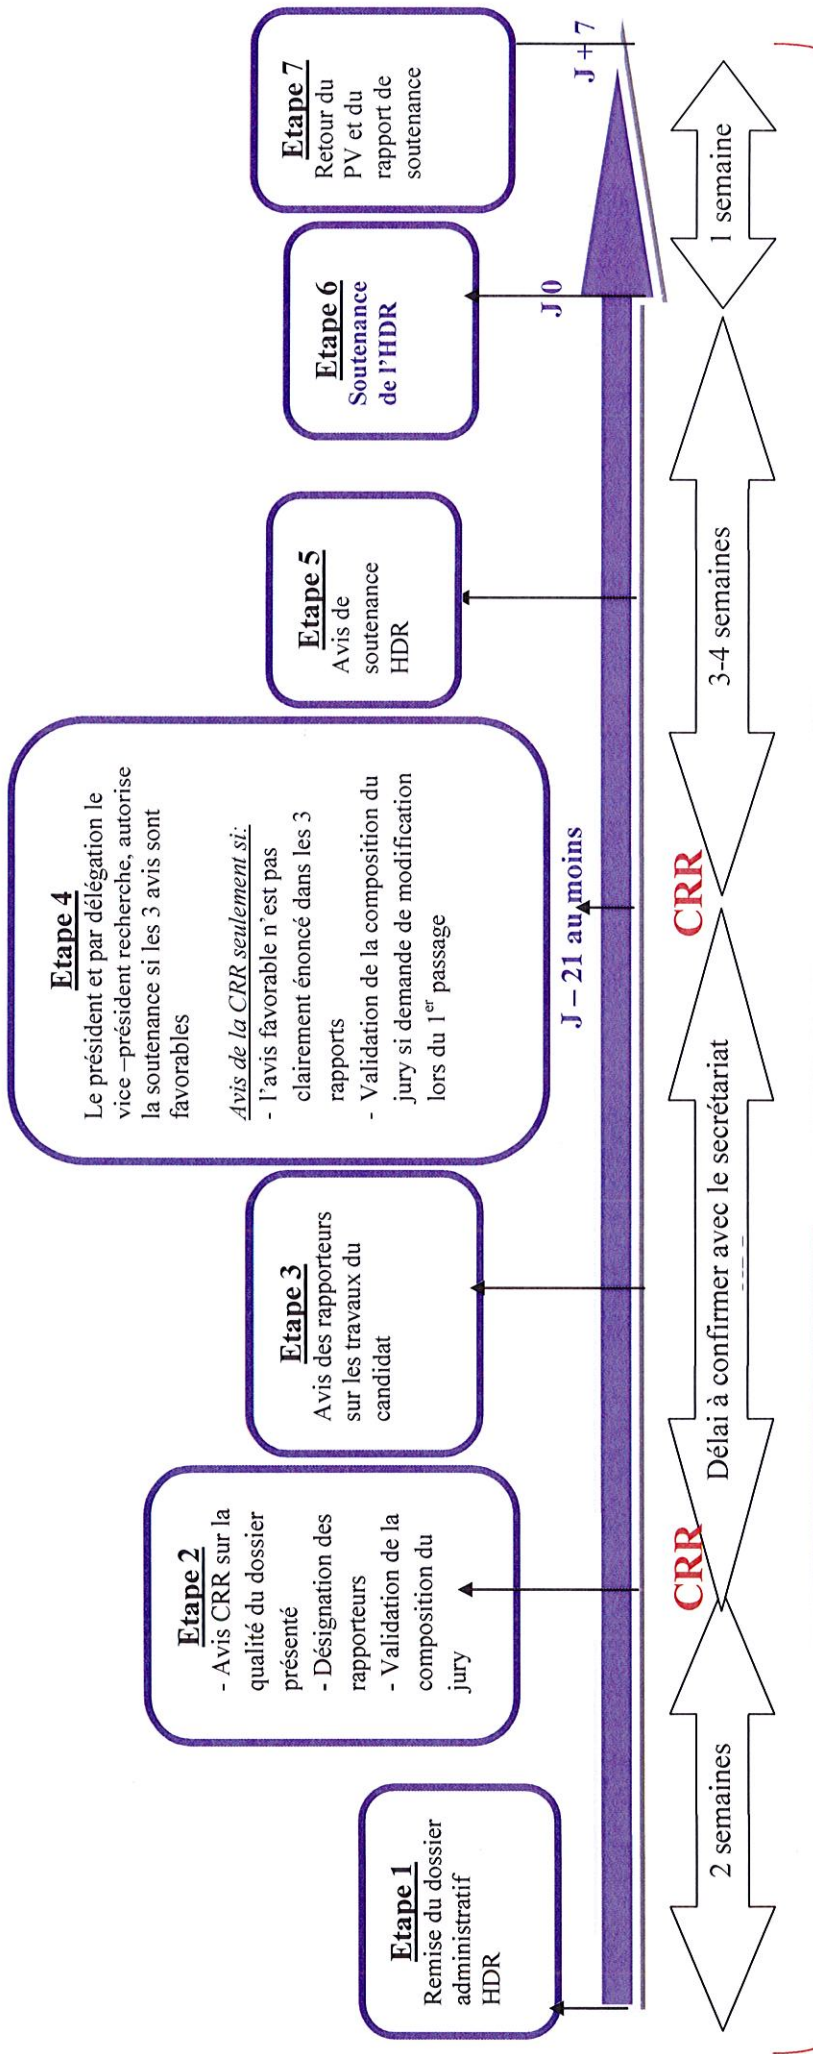 Etape 1
Remise du dossier
administratif
HDR
Etape 2
- Avis CRR sur la
qualité du dossier
présenté
- Désignation des
rapporteurs
- Validation de la
composition du
jury
Etape 3
Avis des rapporteurs
sur les travaux du
candidat
Etape 4
Le président et par délégation le
vice –président recherche, autorise
la soutenance si les 3 avis sont
favorables
Avis de la CRR seulement si:
- l'avis favorable n'est pas
clairement énoncé dans les 3
rapports
- Validation de la composition du
jury si demande de modification
lors du 1er passage
Etape 5
Avis de
soutenance
HDR
Etape 6
Soutenance
de l'HDR
Etape 7
Retour du
PV et du
rapport de
soutenance
J – 21 au moins
J 0
J + 7
CRR
CRR
2 semaines
Délai à confirmer avec le secrétariat
3-4 semaines
1 semaine